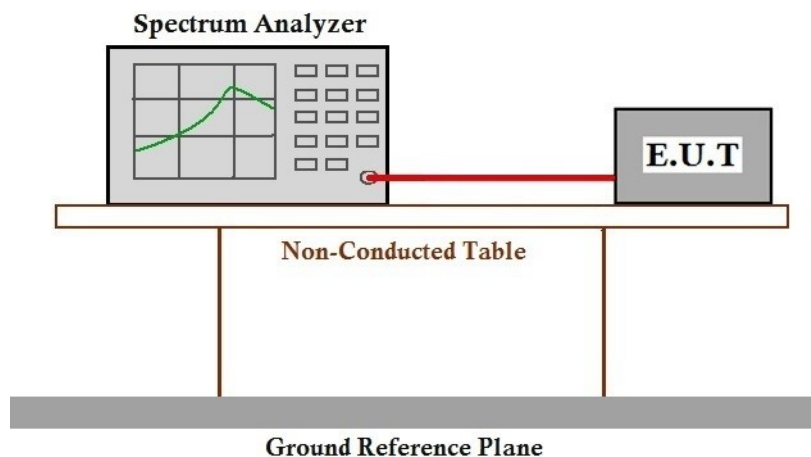 Spectrum Analyzer
E.U.T
Non-Conducted Table
Ground Reference Plane